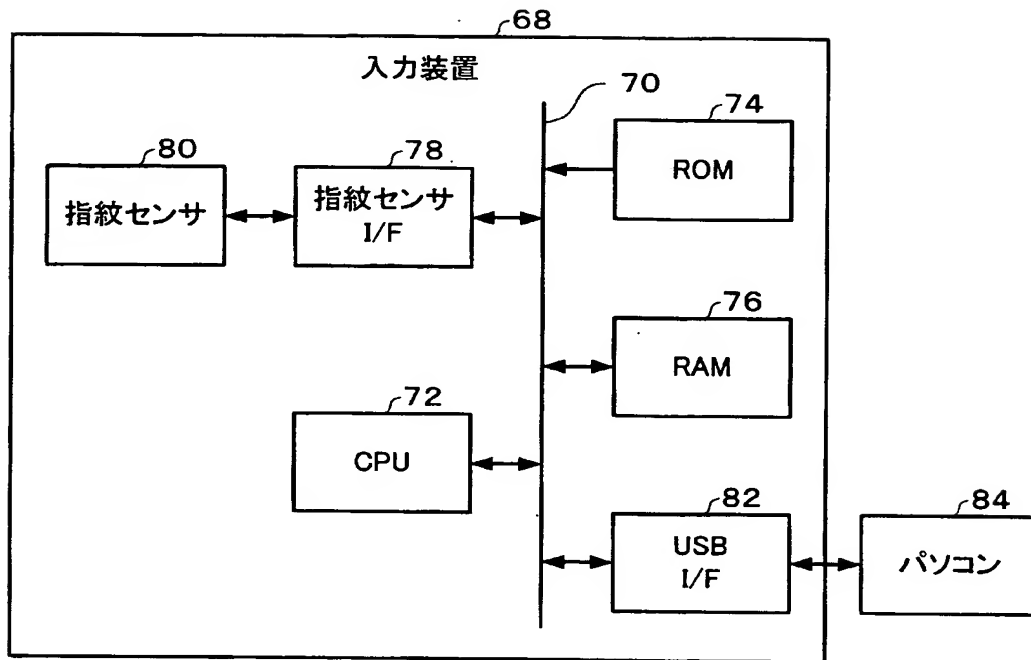 68
入力装置
70
74
ROM
80
指紋センサ
78
指紋センサ
I/F
76
RAM
72
CPU
82
USB
I/F
84
パソコン